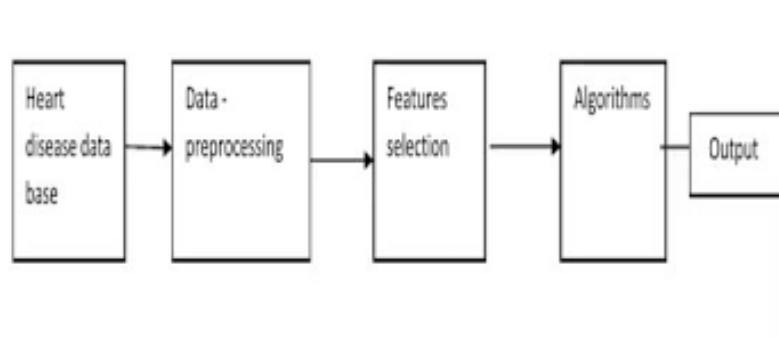 Heart
disease data
base
Data -
preprocessing
Features
selection
Algorithms
Output